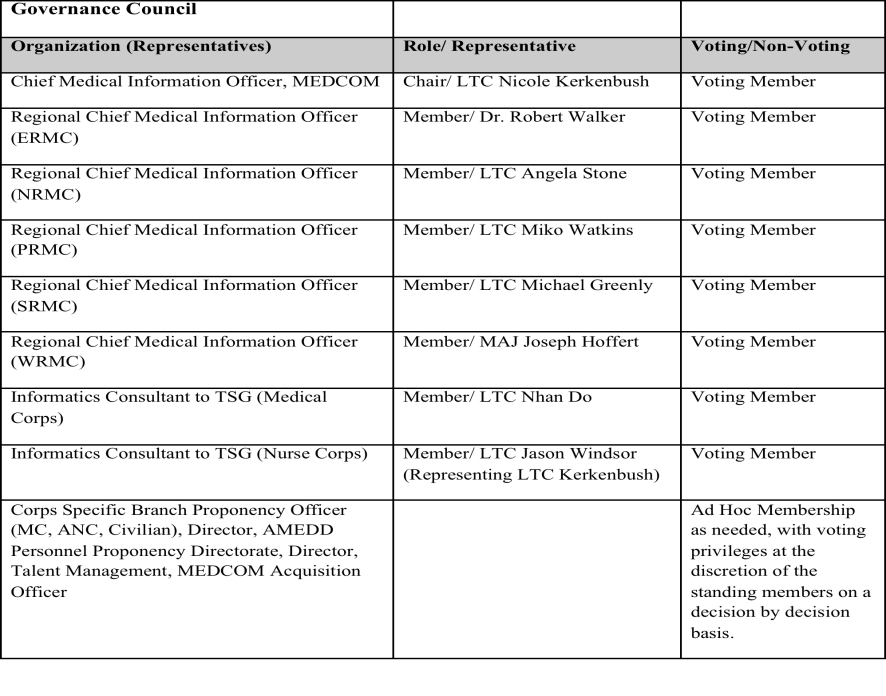 Governance Council
Organization (Representatives) Role/ Representative Voting/Non-Voting
Chief Medical Information Officer, MEDCOM Chair/ LTC Nicole Kerkenbush Voting Member
Regional Chief Medical Information Officer Member/ Dr. Robert Walker Voting Member
(ERMC)
Regional Chief Medical Information Officer Member/ LTC Angela Stone Voting Member
(NRMC)
Regional Chief Medical Information Officer Member/ LTC Miko Watkins Voting Member
(PRMC)
Regional Chief Medical Information Officer Member/ LTC Michael Greenly Voting Member
(SRMC)
Regional Chief Medical Information Officer Member/ MAJ Joseph Hoffert Voting Member
(WRMC)
Informatics Consultant to TSG (Medical Member/ LTC Nhan Do Voting Member
Corps)
Informatics Consultant to TSG (Nurse Corps) Member/ LTC Jason Windsor Voting Member
(Representing LTC Kerkenbush)
Corps Specific Branch Proponency Officer Ad Hoc Membership
(MC, ANC, Civilian), Director, AMEDD as needed, with voting
Personnel Proponency Directorate, Director, privileges at the
Talent Management, MEDCOM Acquisition discretion of the
Officer standing members on a
decision by decision
basis.